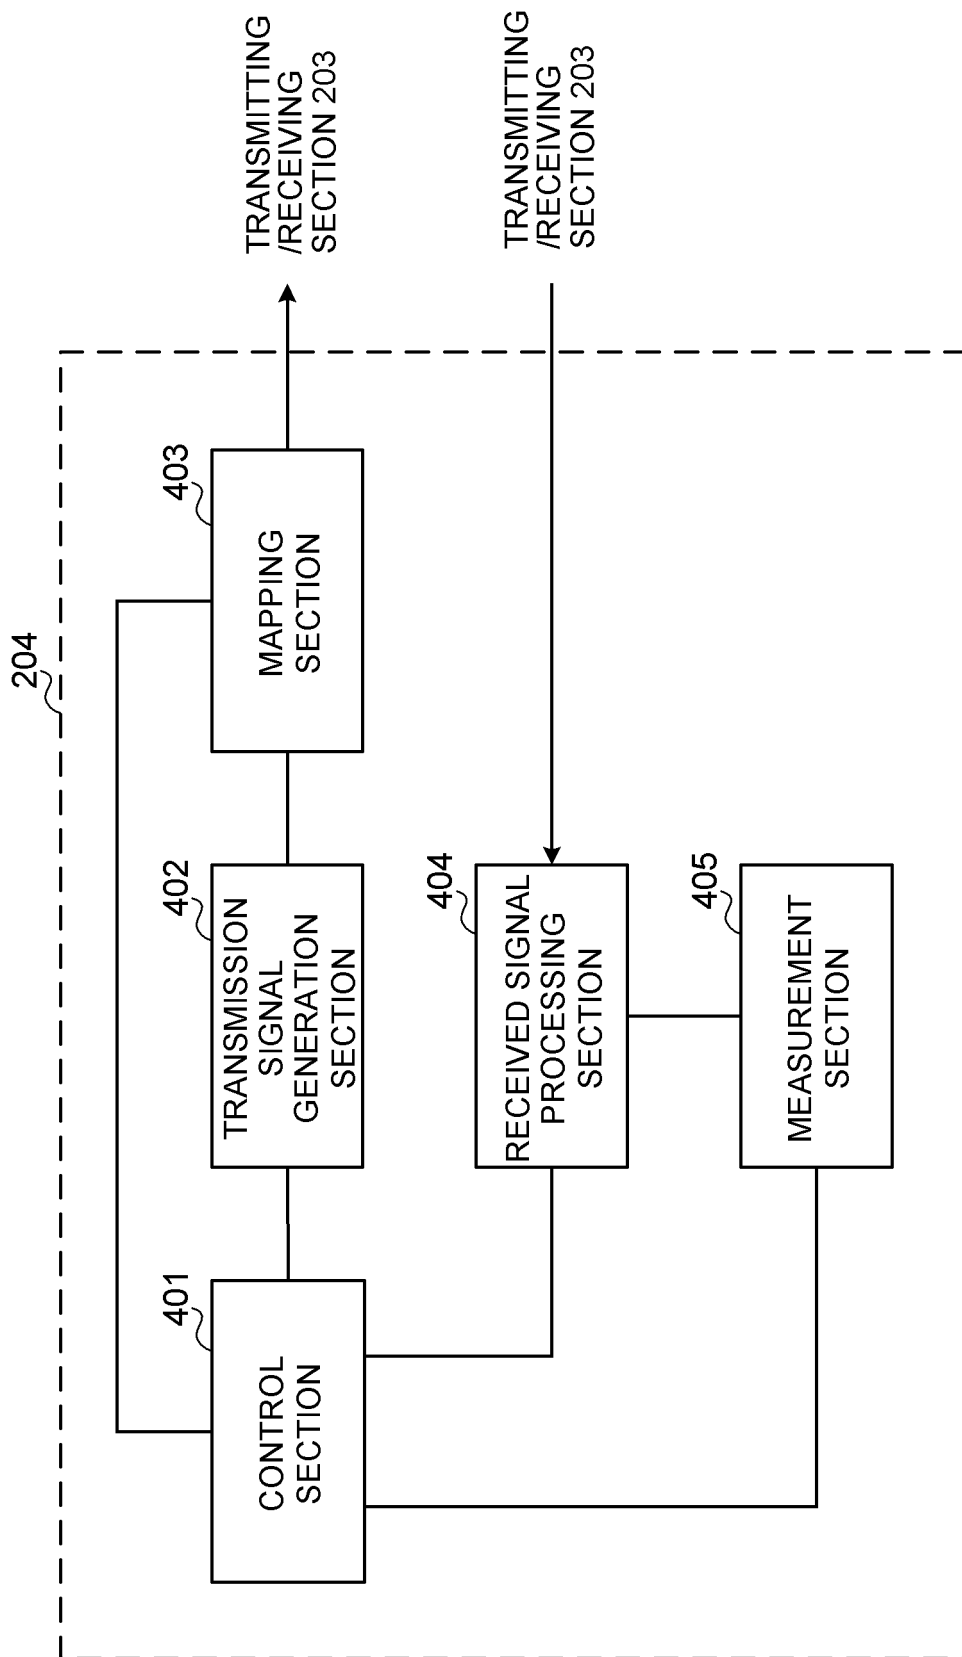 204
401
CONTROL
SECTION
402
TRANSMISSION
SIGNAL
GENERATION
SECTION
403
MAPPING
SECTION
TRANSMITTING
/RECEIVING
SECTION 203
404
RECEIVED SIGNAL
PROCESSING
SECTION
TRANSMITTING
/RECEIVING
SECTION 203
405
MEASUREMENT
SECTION